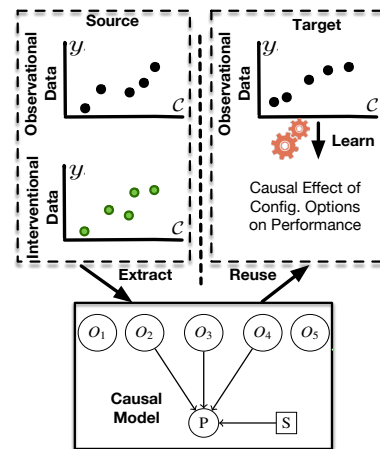 Source
Observational
Data
y
C
Interventional
Data
y
C
Target
Observational
Data
y
C
Learn
Causal Effect of
Config. Options
on Performance
Extract
Reuse
O1 O2 O3 O4 O5
Causal
Model
P
S